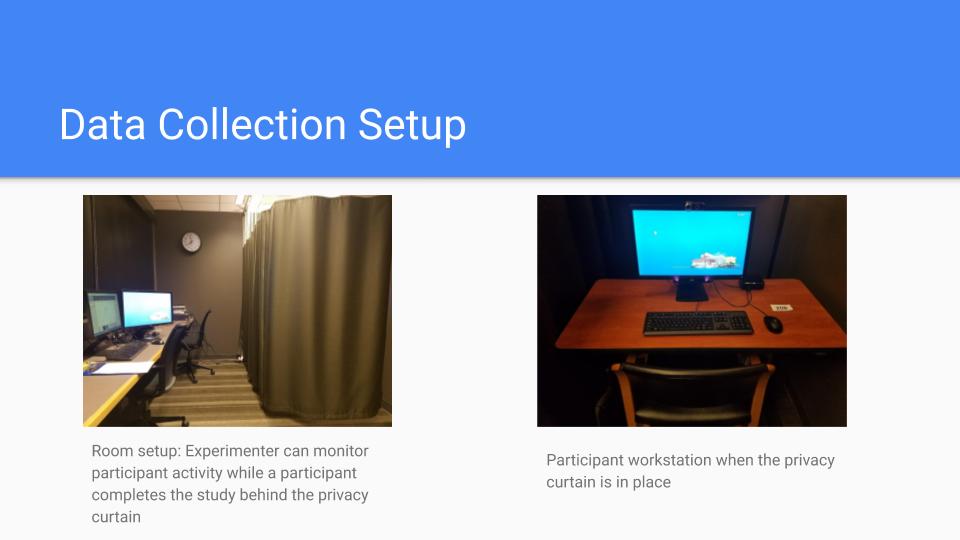 Data Collection Setup
Room setup: Experimenter can monitor
participant activity while a participant
completes the study behind the privacy
curtain
Participant workstation when the privacy
curtain is in place